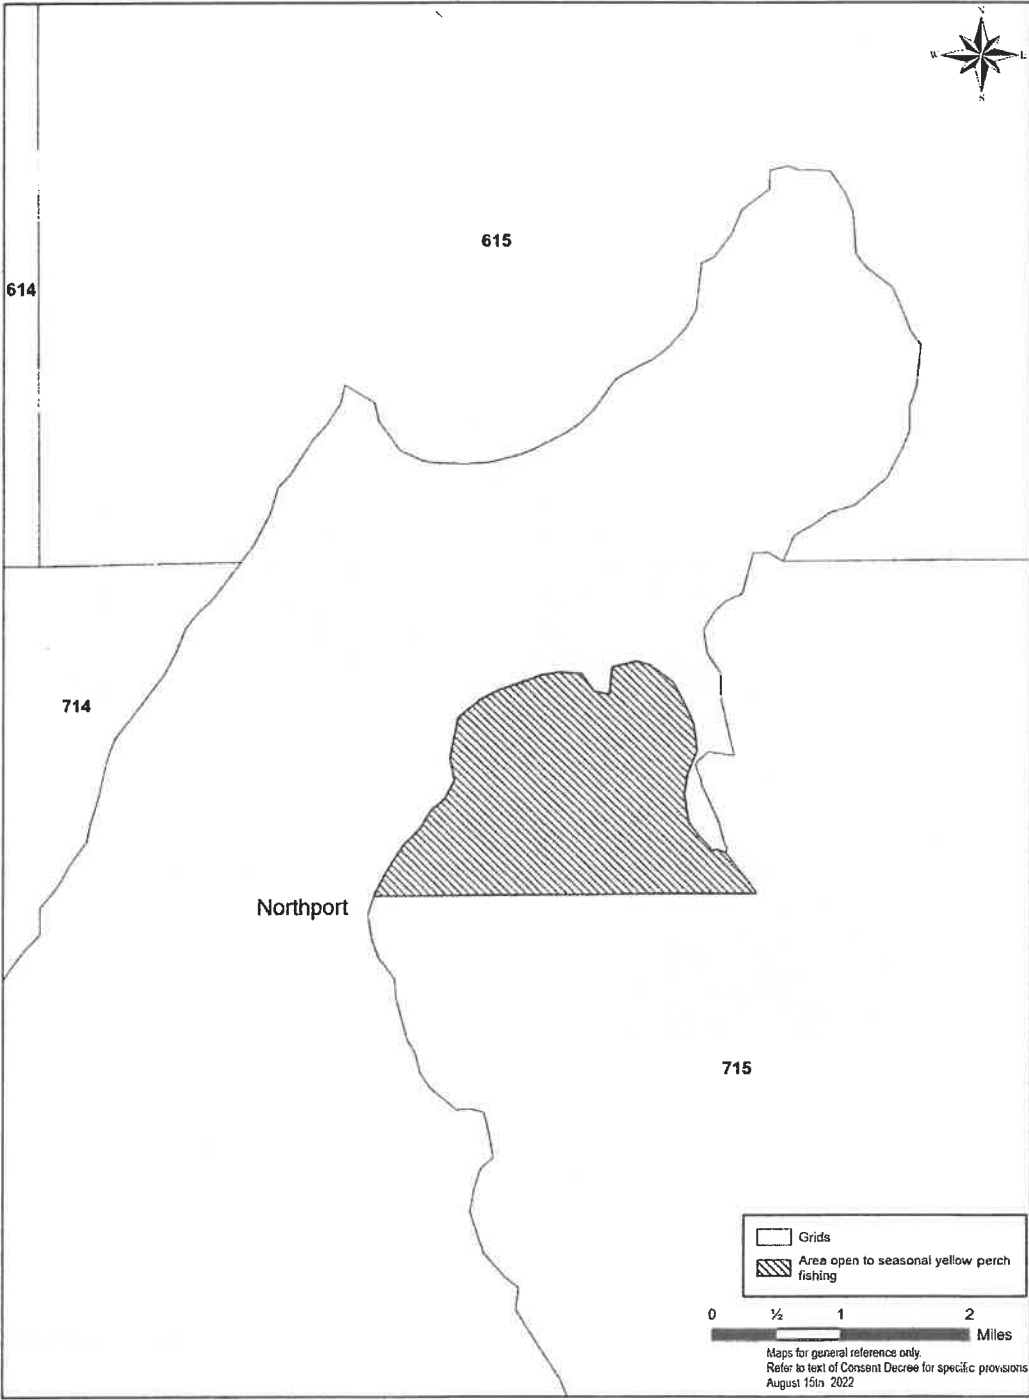 N
W E
S
615
614
714
Northport
715
Grids
Area open to seasonal yellow perch
fishing
0 ½ 1 2
Miles
Maps for general reference only.
Refer to text of Consent Decree for specific provisions
August 15th 2022